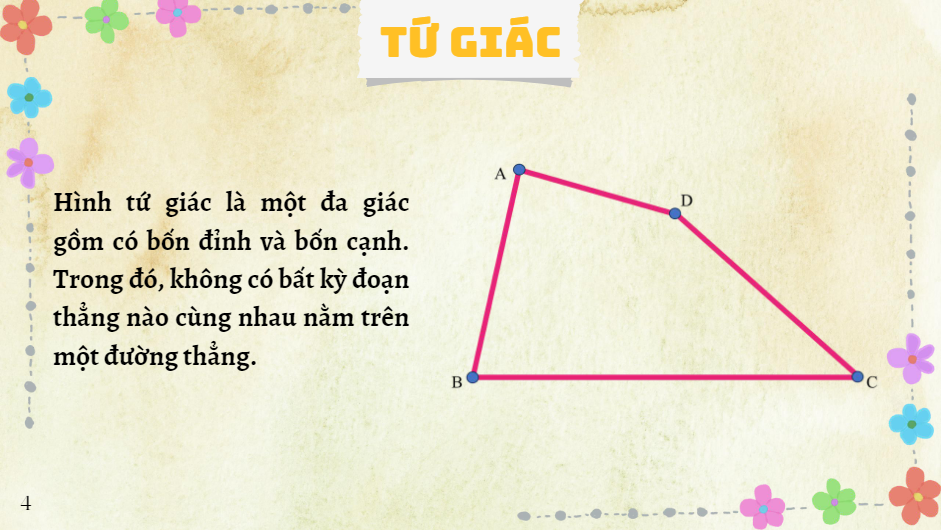 TỨ GIÁC
Hình tứ giác là một đa giác
gồm có bốn đỉnh và bốn cạnh.
Trong đó, không có bất kỳ đoạn
thẳng nào cùng nhau nằm trên
một đường thẳng.
A
D
B
C
4